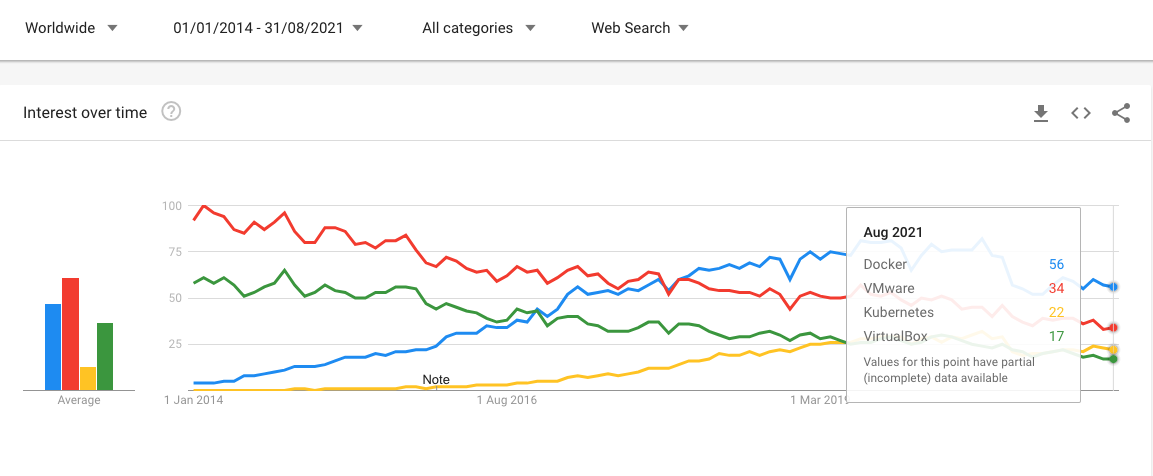 Worldwide 01/01/2014 - 31/08/2021 All categories Web Search
Interest over time ?
100
75
50
25
Aug 2021
Docker 56
VMware 34
Kubernetes 22
VirtualBox 17
Values for this point have partial
(incomplete) data available
Note
Average
1 Jan 2014 1 Aug 2016 1 Mar 2019